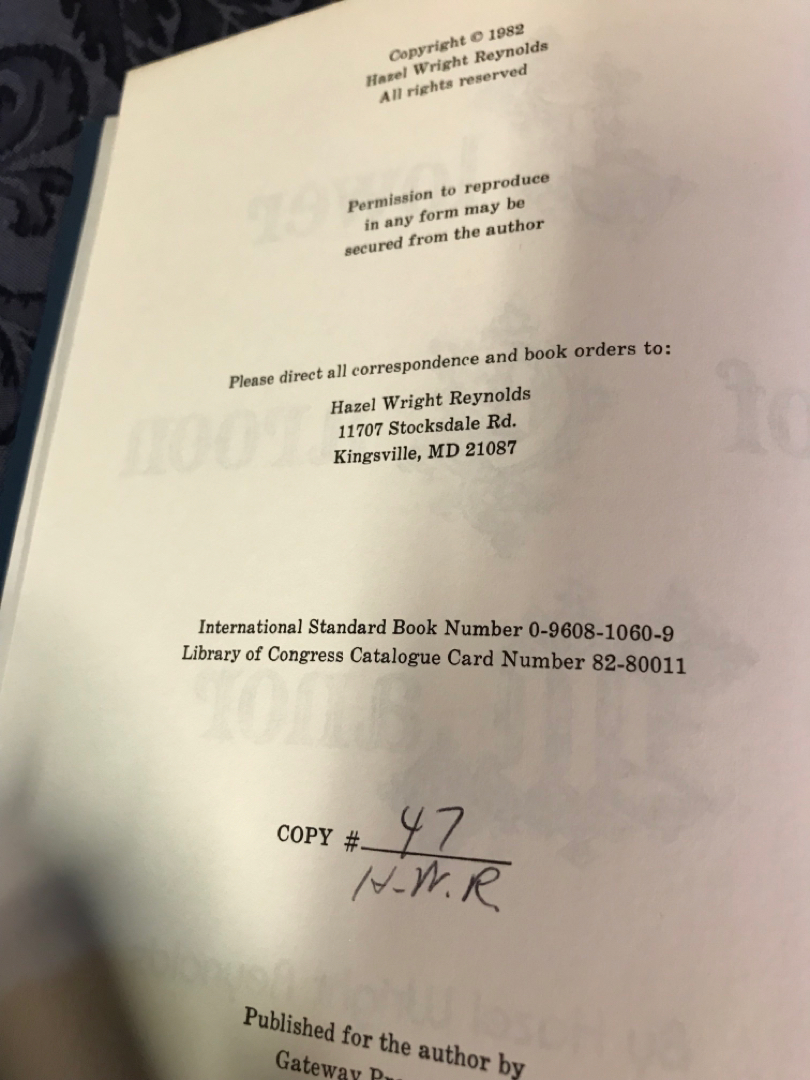 Copyright © 1982
Hazel Wright Reynolds
All rights reserved
Permission to reproduce
in any form may be
secured from the author
Please direct all correspondence and book orders to:
Hazel Wright Reynolds
11707 Stocksdale Rd.
Kingsville, MD 21087
International Standard Book Number 0-9608-1060-9
Library of Congress Catalogue Card Number 82-80011
COPY # 47
H.W.R.
Published for the author by
Gateway